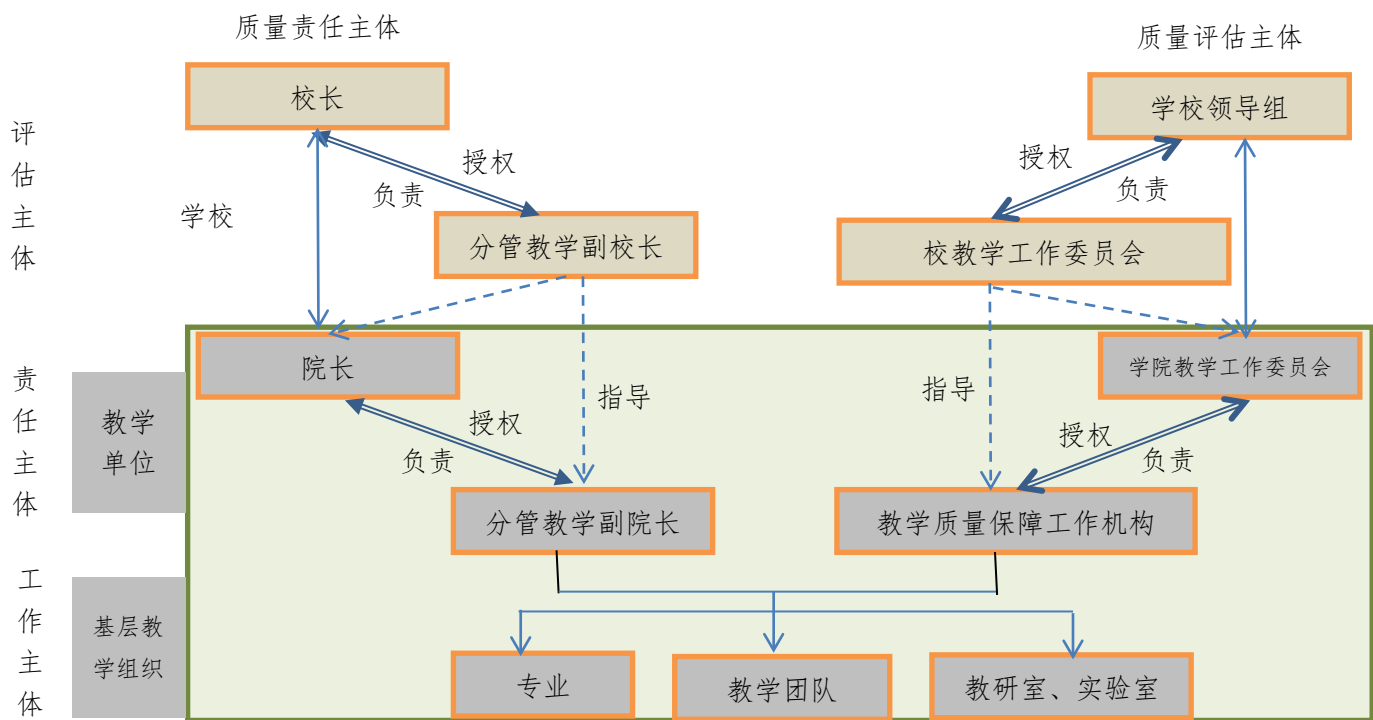 质量责任主体
质量评估主体
校长
学校领导组
评估主体
授权
负责
授权
负责
学校
分管教学副校长
校教学工作委员会
院长
学院教学工作委员会
责任主体
教学
单位
指导
指导
授权
负责
授权
负责
分管教学副院长
教学质量保障工作机构
工作主体
基层教
学组织
专业
教学团队
教研室、实验室